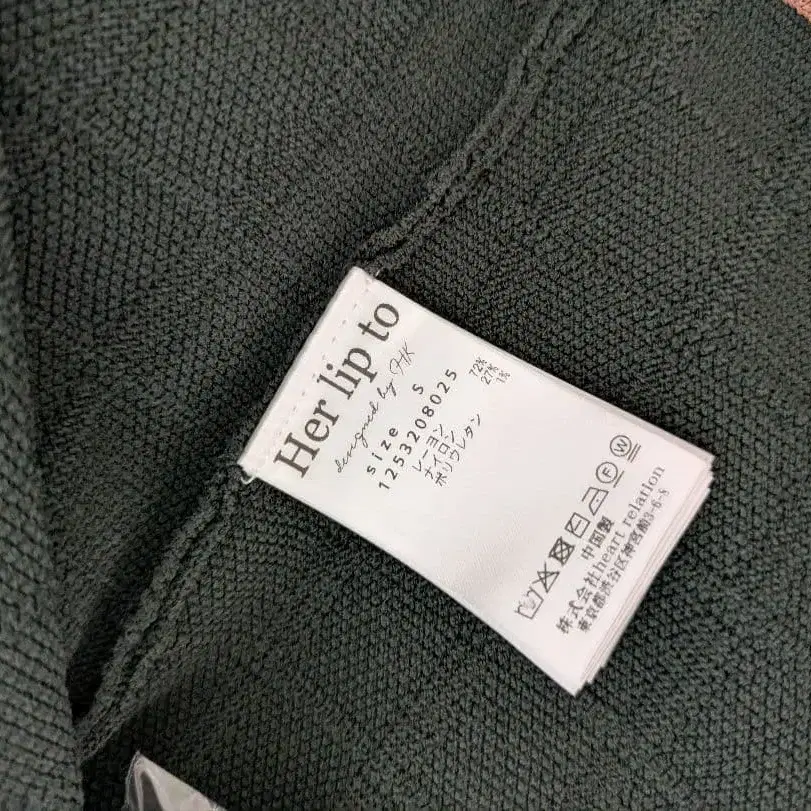 Her lip to
designed by HK
size S
1253208025
レーヨン 72%
ナイロン 27%
ポリウレタン 1%
中国製
株式会社heart relation
東京都渋谷区神宮前3-6-8